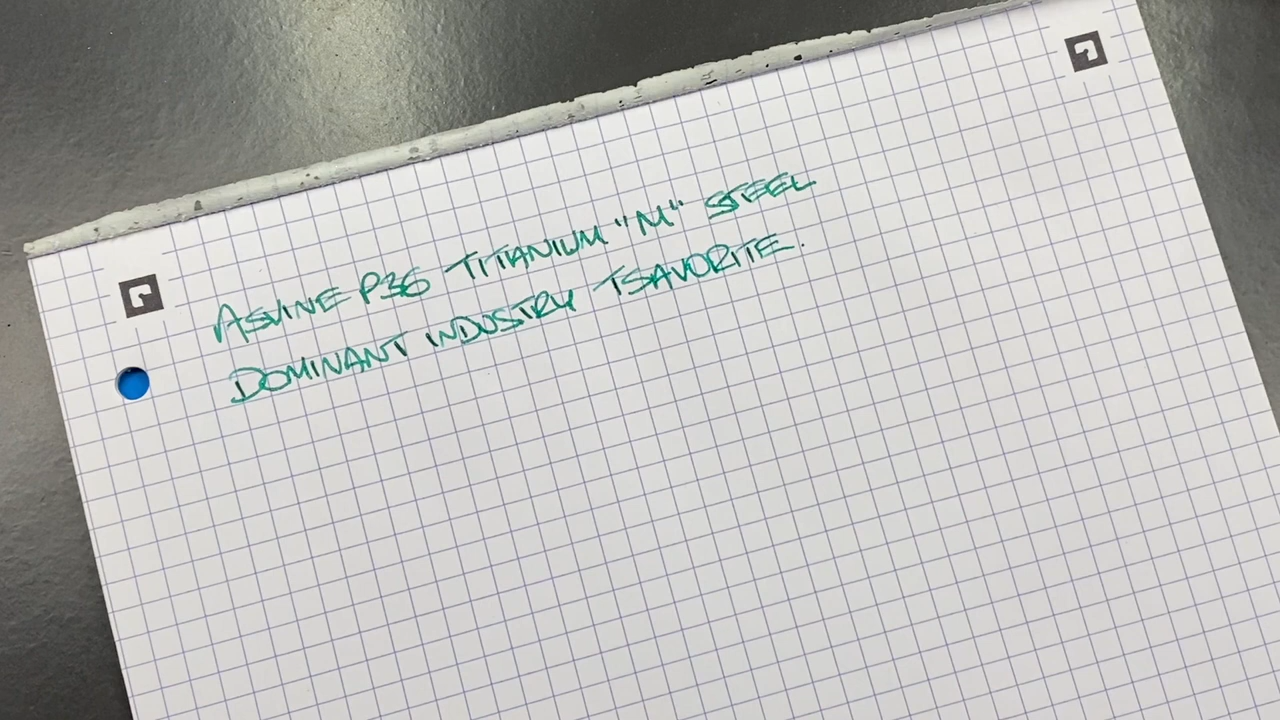 ASVINE P36 TITANIUM "M" STEEL
DOMINANT INDUSTRY TSAVORITE.